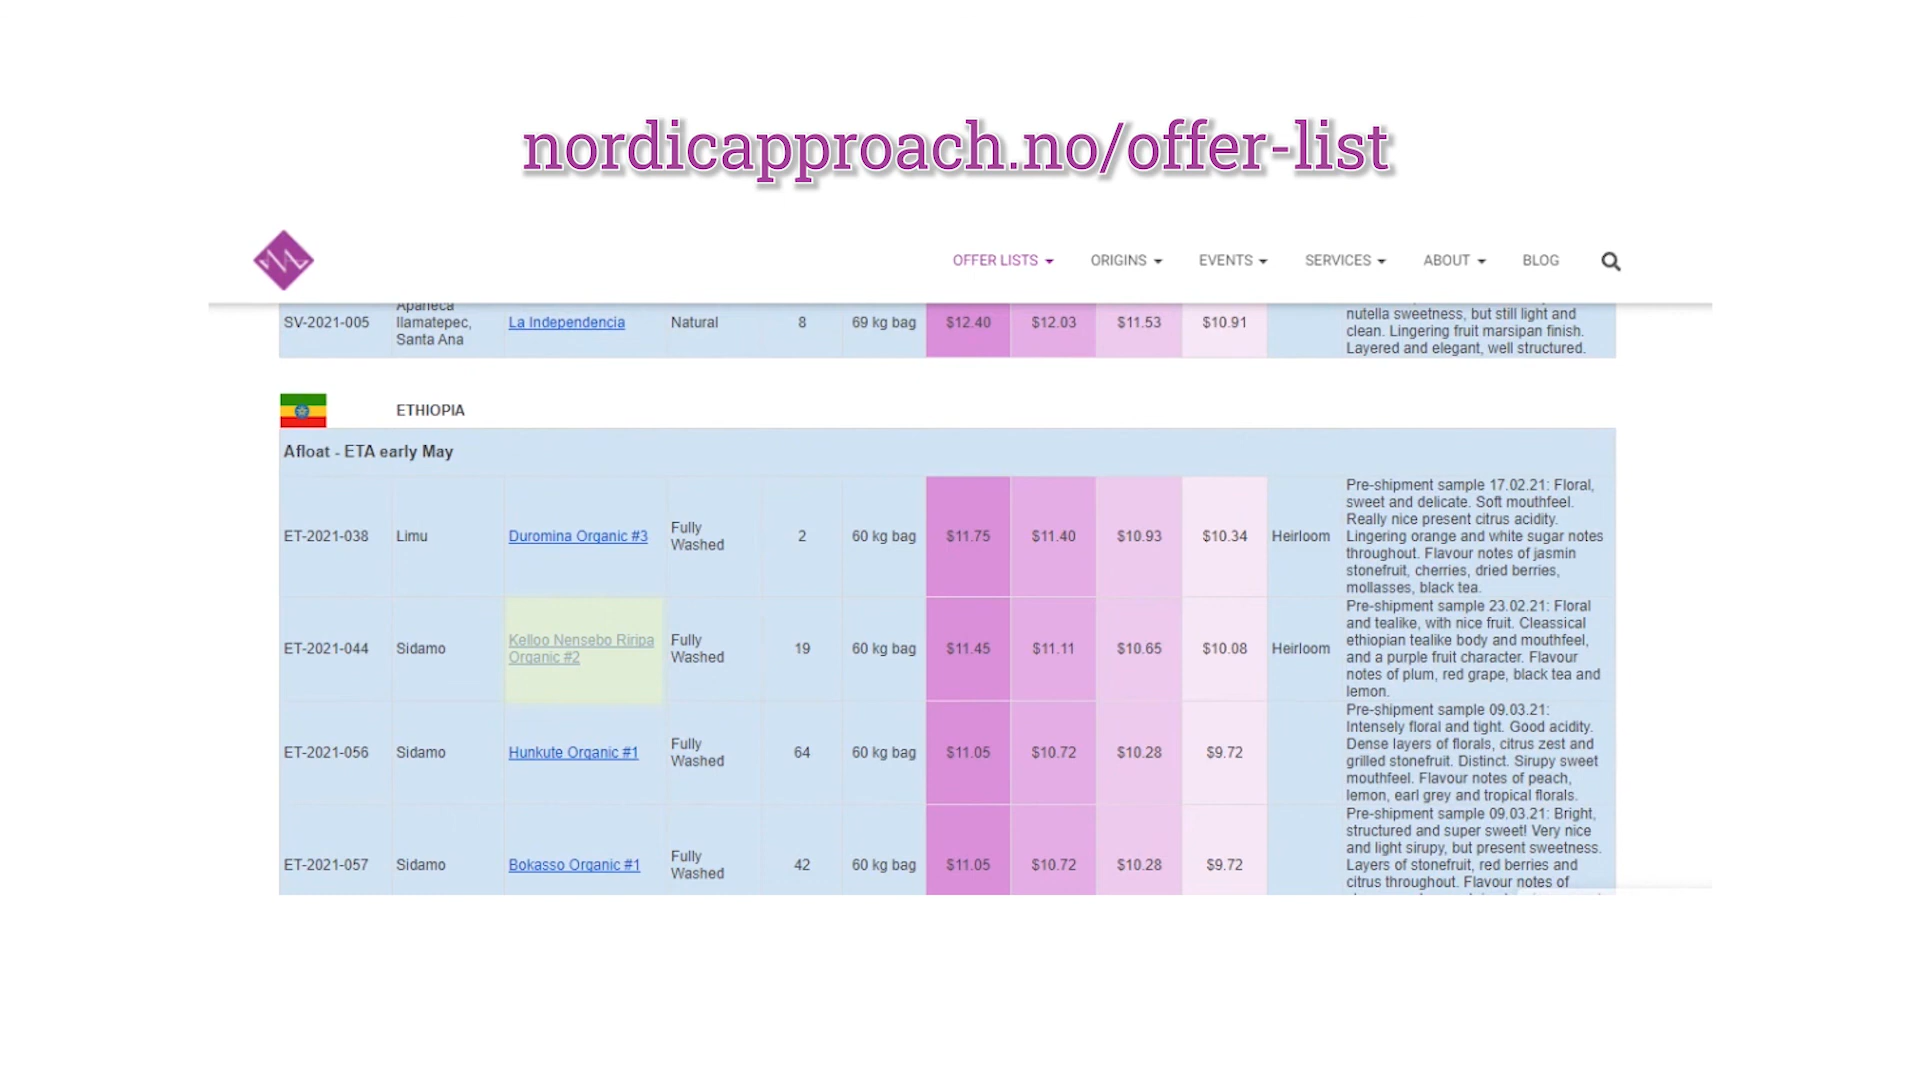 nordicapproach.no/offer-list
OFFER LISTS ORIGINS EVENTS SERVICES ABOUT BLOG
SV-2021-005
Apaneca
Ilamatepec,
Santa Ana
La Independencia
Natural
8
69 kg bag
$12.40
$12.03
$11.53
$10.91
nutella sweetness, but still light and
clean. Lingering fruit marsipan finish.
Layered and elegant, well structured.
ETHIOPIA
Afloat - ETA early May
ET-2021-038
Limu
Duromina Organic #3
Fully
Washed
2
60 kg bag
$11.75
$11.40
$10.93
$10.34
Heirloom
Pre-shipment sample 17.02.21: Floral,
sweet and delicate. Soft mouthfeel.
Really nice present citrus acidity.
Lingering orange and white sugar notes
throughout. Flavour notes of jasmin
stonefruit, cherries, dried berries,
mollasses, black tea.
ET-2021-044
Sidamo
Kelloo Nensebo Riripa
Organic #2
Fully
Washed
19
60 kg bag
$11.45
$11.11
$10.65
$10.08
Heirloom
Pre-shipment sample 23.02.21: Floral
and tealike, with nice fruit. Cleassical
ethiopian tealike body and mouthfeel,
and a purple fruit character. Flavour
notes of plum, red grape, black tea and
lemon.
ET-2021-056
Sidamo
Hunkute Organic #1
Fully
Washed
64
60 kg bag
$11.05
$10.72
$10.28
$9.72
Pre-shipment sample 09.03.21:
Intensely floral and tight. Good acidity.
Dense layers of florals, citrus zest and
grilled stonefruit. Distinct. Sirupy sweet
mouthfeel. Flavour notes of peach,
lemon, earl grey and tropical florals.
ET-2021-057
Sidamo
Bokasso Organic #1
Fully
Washed
42
60 kg bag
$11.05
$10.72
$10.28
$9.72
Pre-shipment sample 09.03.21: Bright,
structured and super sweet! Very nice
and light sirupy, but present sweetness.
Layers of stonefruit, red berries and
citrus throughout. Flavour notes of